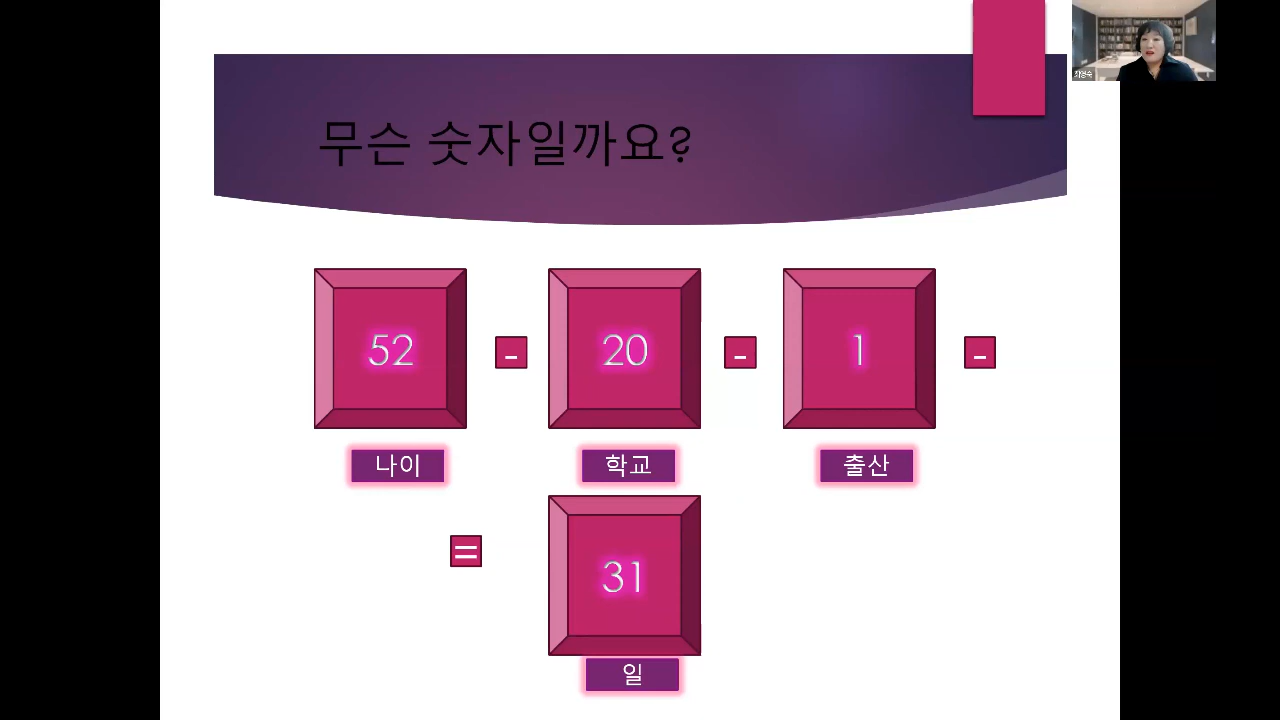 무슨 숫자일까요?
52 - 20 - 1 -
나이 학교 출산
= 31
일